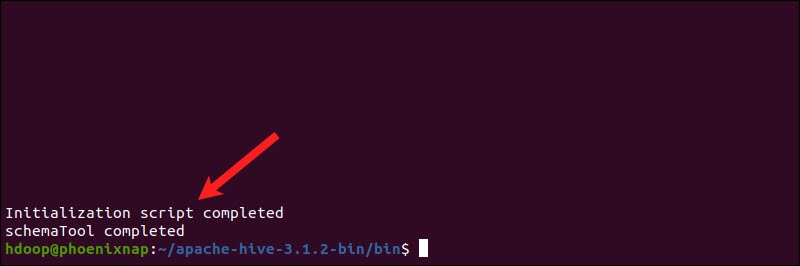 Initialization script completed
schemaTool completed
hdoop@phoenixnap:~/apache-hive-3.1.2-bin/bin$